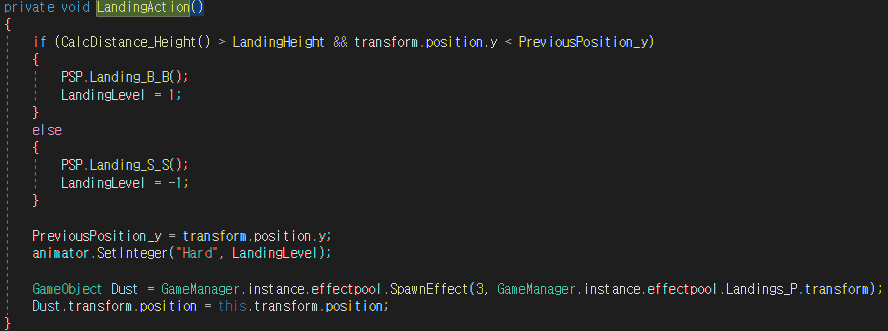 private void LandingAction()
{
if (CalcDistance_Height() > LandingHeight && transform.position.y < PreviousPosition_y)
{
PSP.Landing_B_B();
LandingLevel = 1;
}
else
{
PSP.Landing_S_S();
LandingLevel = -1;
}
PreviousPosition_y = transform.position.y;
animator.SetInteger("Hard", LandingLevel);
GameObject Dust = GameManager.instance.effectpool.SpawnEffect(3, GameManager.instance.effectpool.Landings_P.transform);
Dust.transform.position = this.transform.position;
}